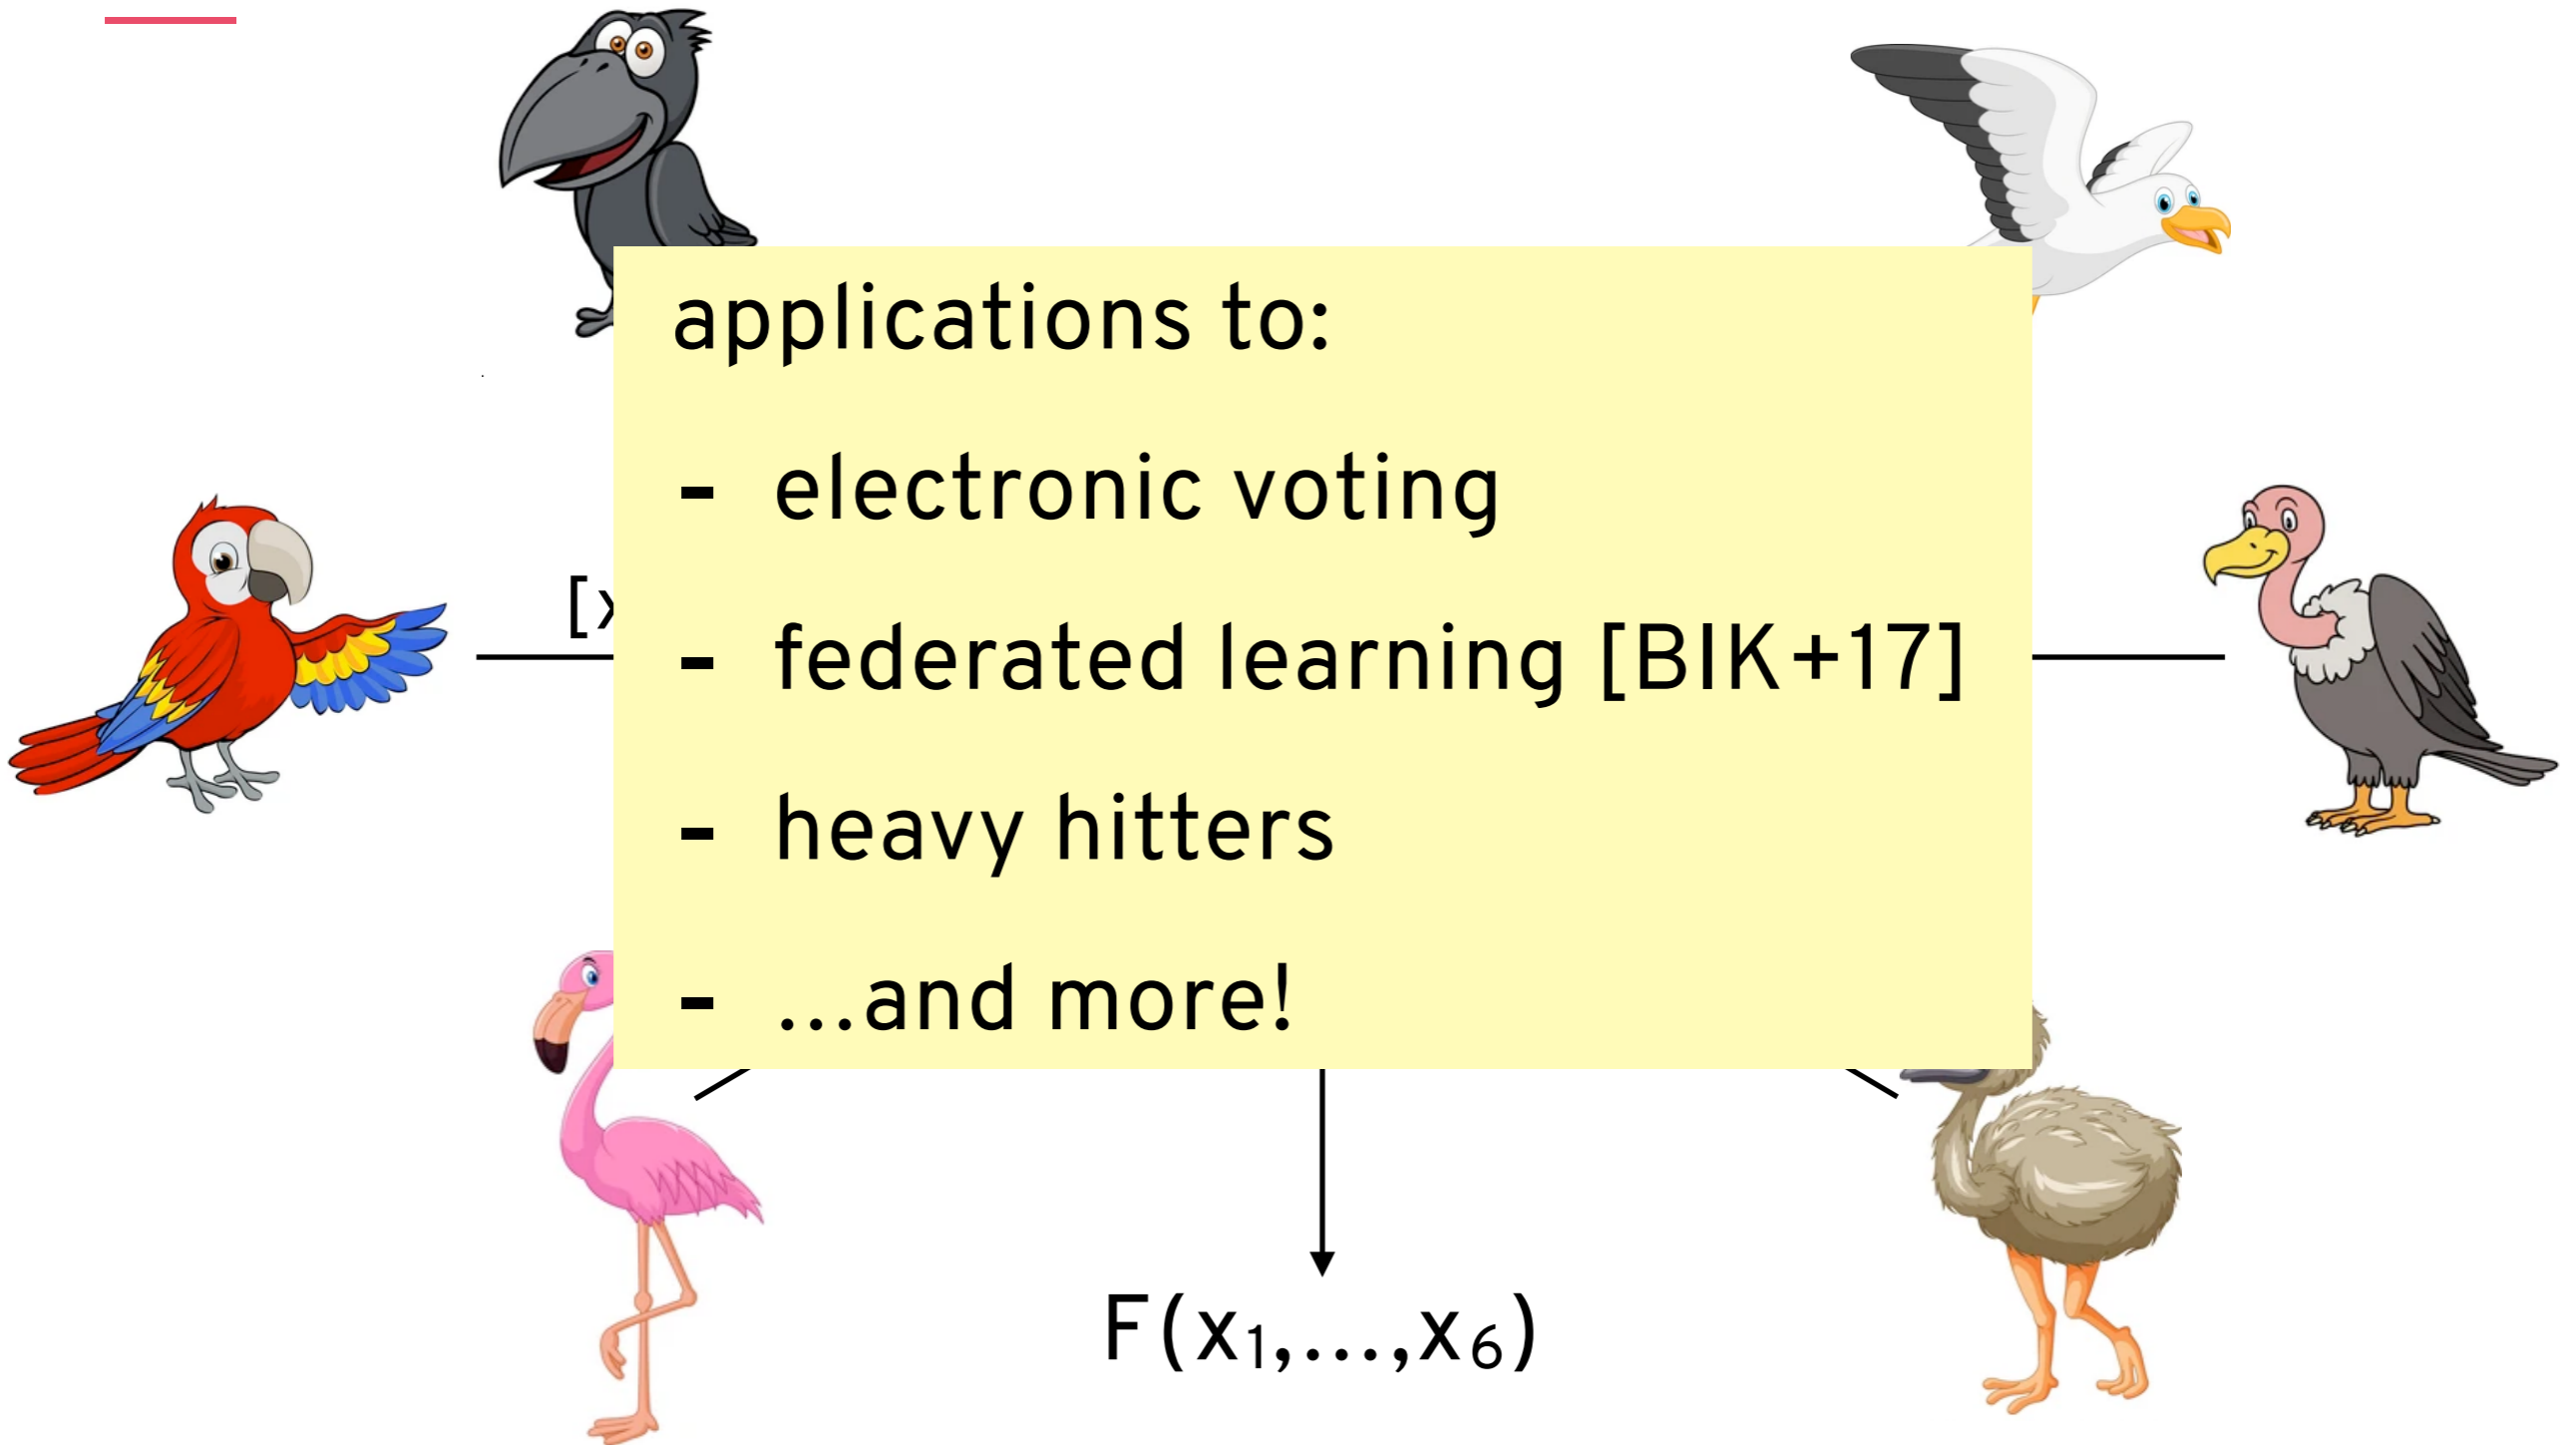 applications to:
- electronic voting
[x
- federated learning [BIK+17]
- heavy hitters
- ...and more!
F(x₁,...,x₆)